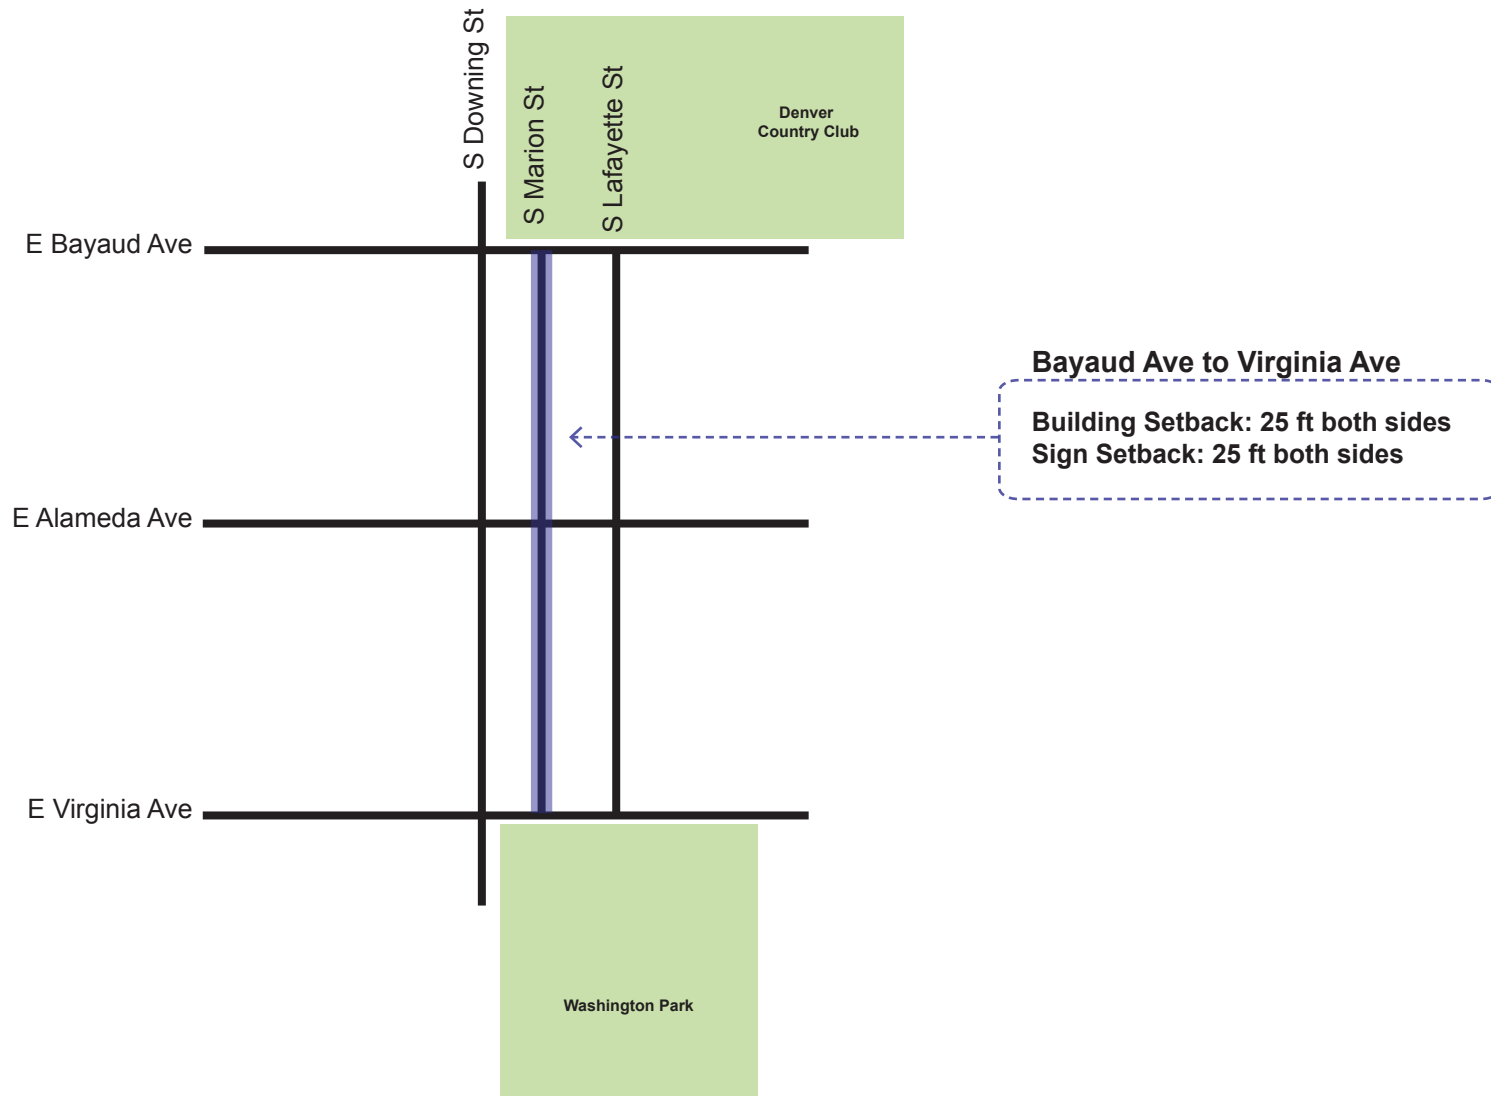 S Downing St
S Marion St
S Lafayette St
Denver
Country Club
E Bayaud Ave
Bayaud Ave to Virginia Ave
Building Setback: 25 ft both sides
Sign Setback: 25 ft both sides
E Alameda Ave
E Virginia Ave
Washington Park